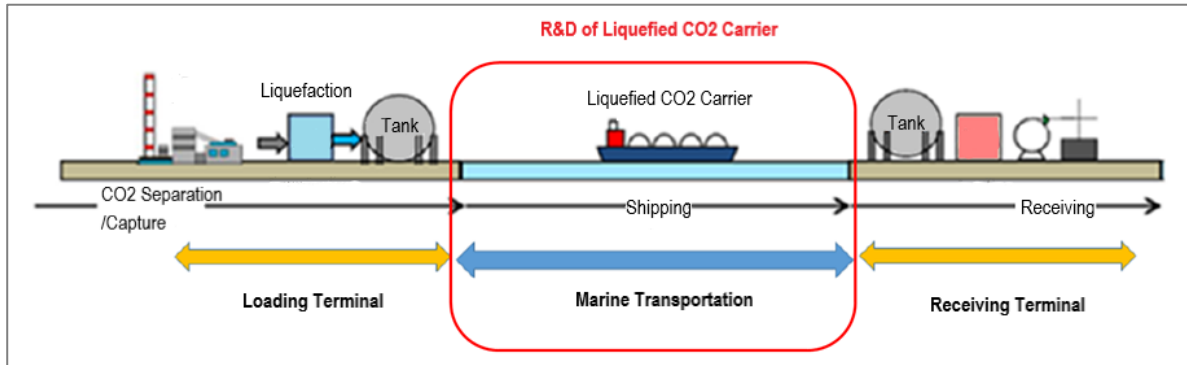 R&D of Liquefied CO2 Carrier
Liquefaction
Tank
Liquefied CO2 Carrier
Tank
CO2 Separation
/Capture
Shipping
Receiving
Loading Terminal
Marine Transportation
Receiving Terminal